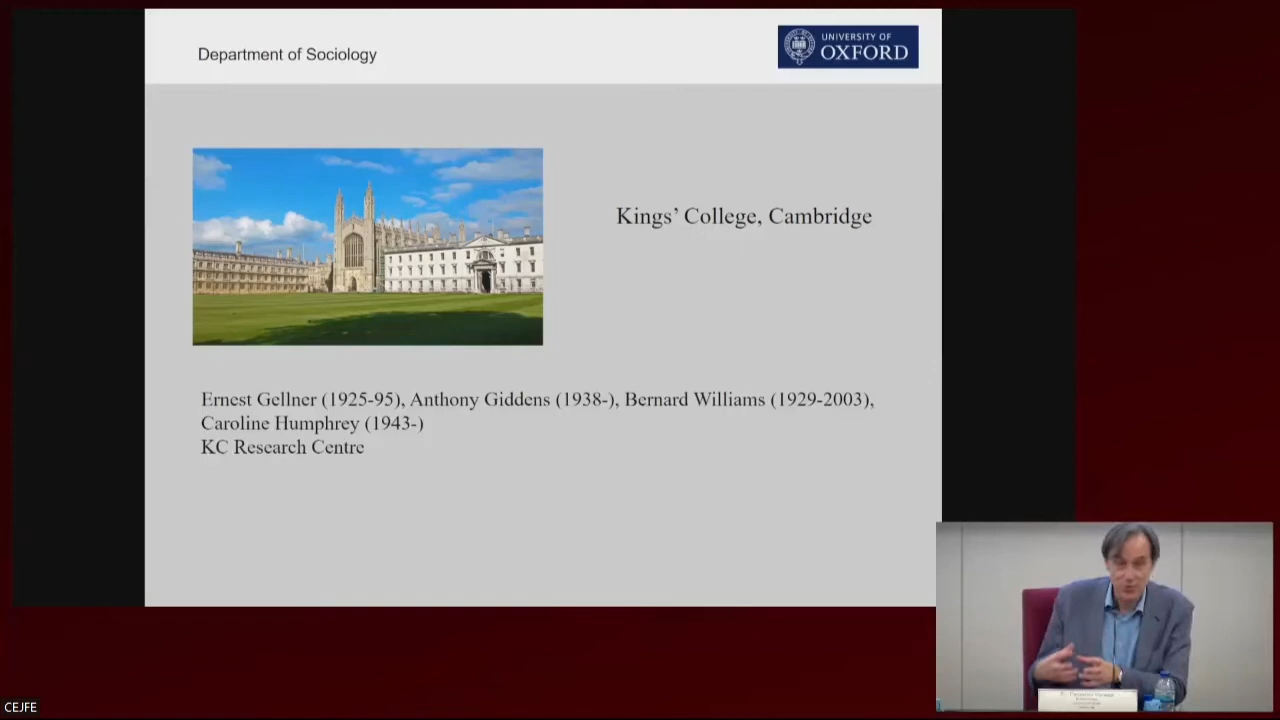 Department of Sociology
UNIVERSITY OF
OXFORD
Kings’ College, Cambridge
Ernest Gellner (1925-95), Anthony Giddens (1938-), Bernard Williams (1929-2003),
Caroline Humphrey (1943-)
KC Research Centre
CEJFE